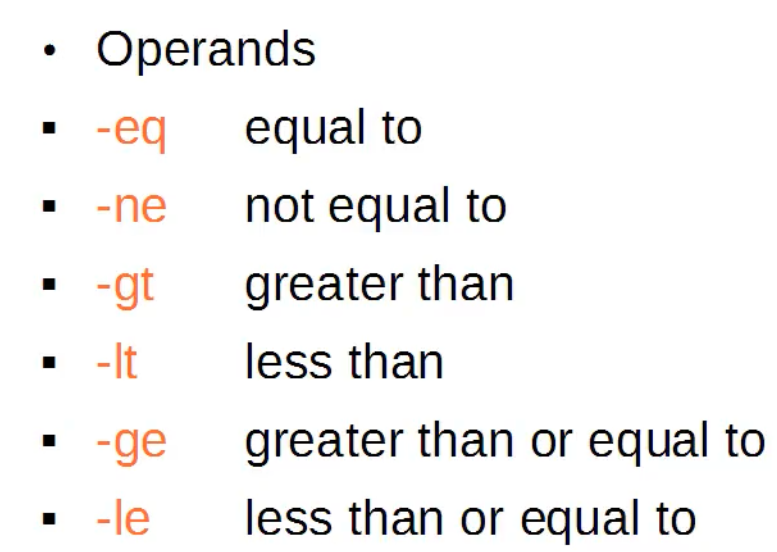 • Operands
▪ -eq equal to
▪ -ne not equal to
▪ -gt greater than
▪ -lt less than
▪ -ge greater than or equal to
▪ -le less than or equal to